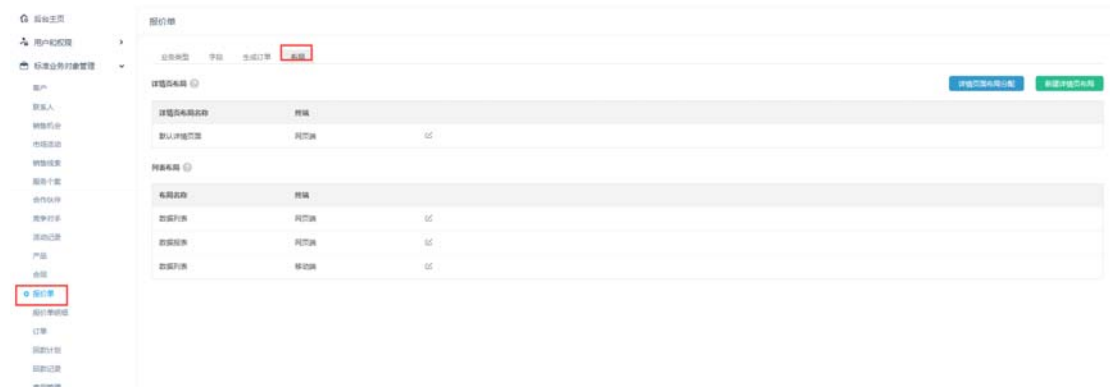 后台主页
用户和权限
标准业务对象管理
客户
联系人
销售机会
市场活动
销售线索
服务个案
合作伙伴
竞争对手
活动记录
产品
合同
报价单
报价单明细
订单
回款计划
回款记录
报价单
业务类型 字段 生成订单 布局
详情页布局
详情页面布局分配 新建详情页布局
详情页布局名称 终端
默认详情页面 网页端
列表布局
布局名称 终端
数据列表 网页端
数据报表 网页端
数据列表 移动端